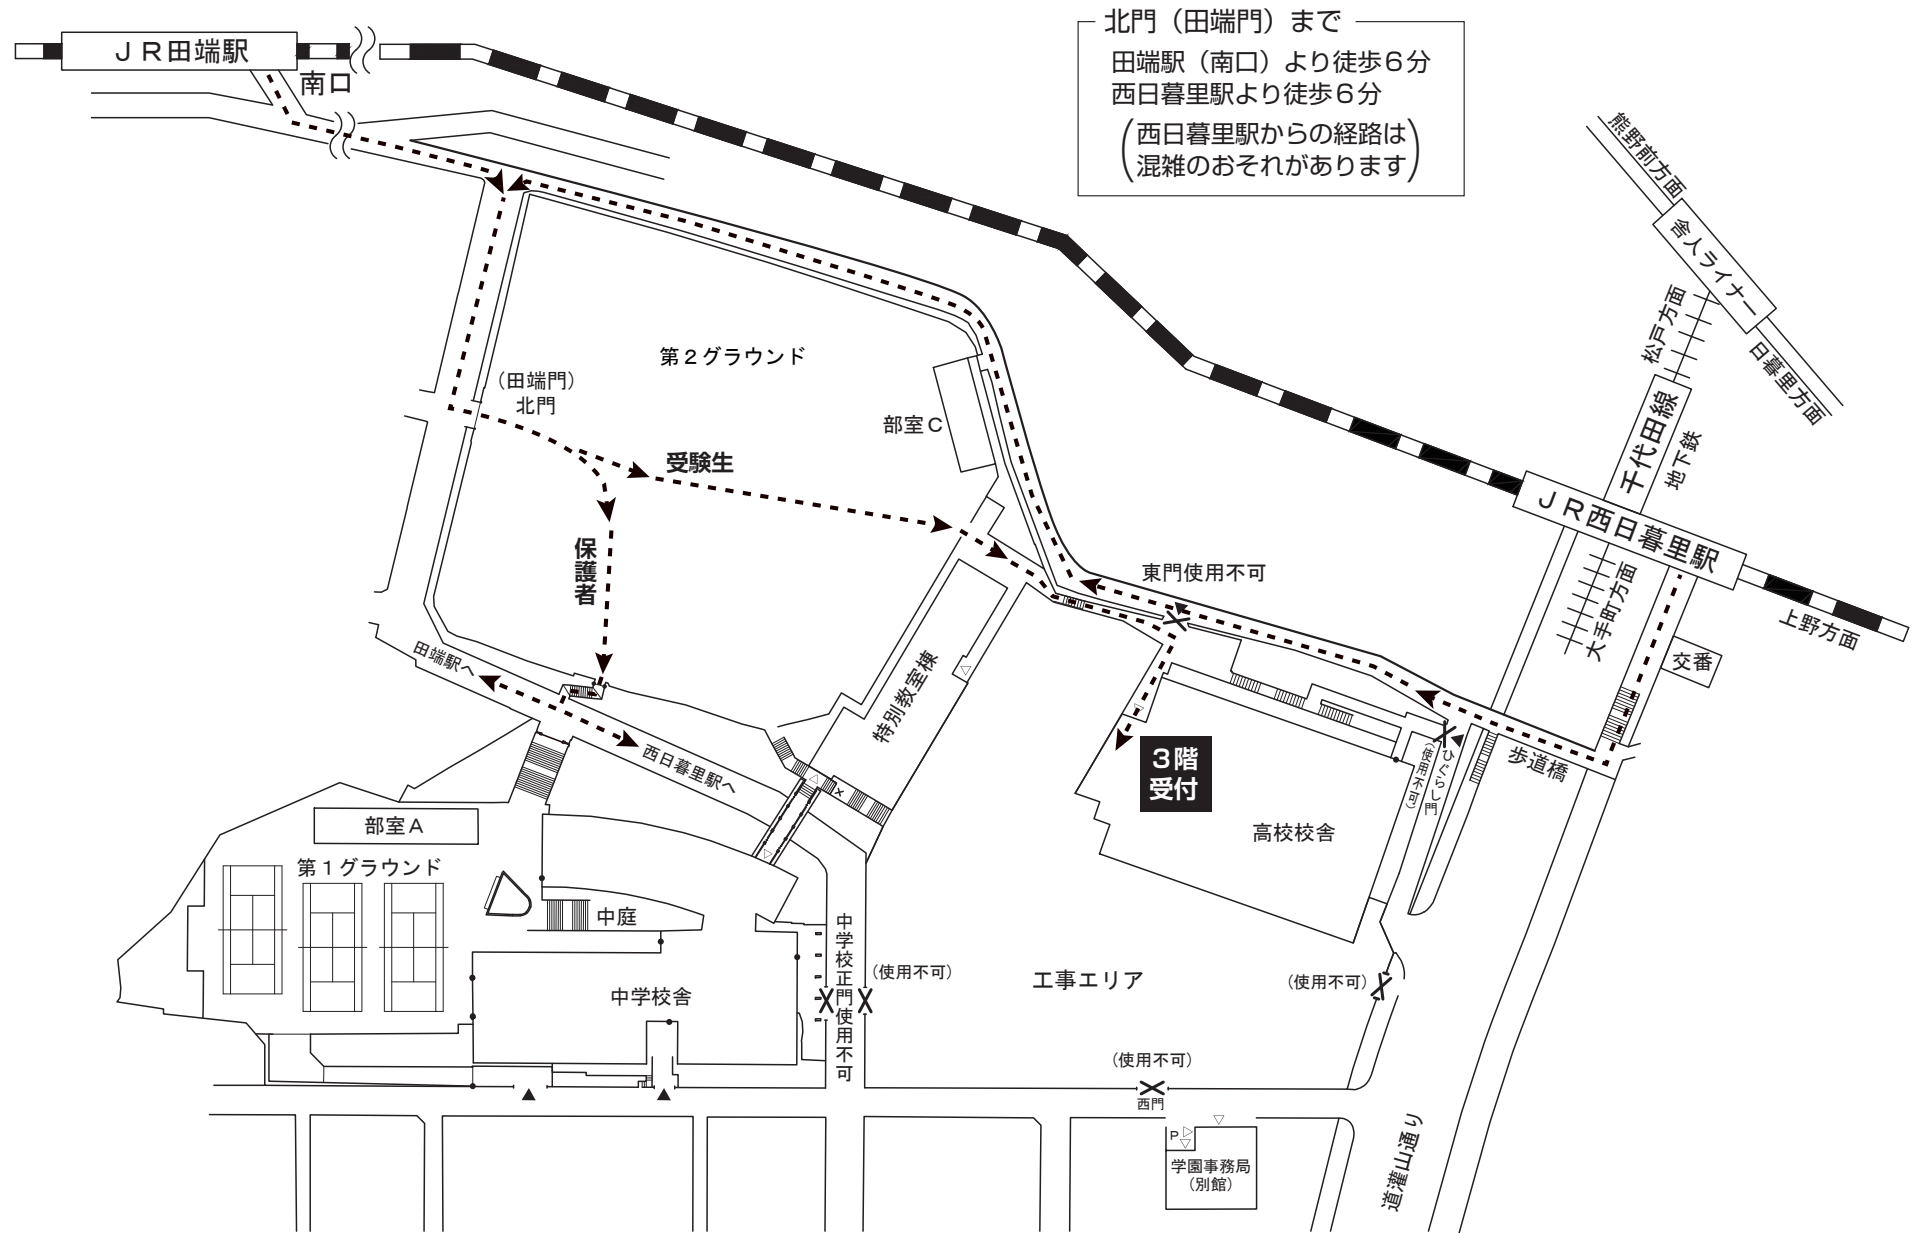 北門（田端門）まで
田端駅（南口）より徒歩６分
西日暮里駅より徒歩６分
（西日暮里駅からの経路は
混雑のおそれがあります）
ＪＲ田端駅
南口
熊野前方面
舎人ライナー
日暮里方面
松戸方面
千代田線
地下鉄
ＪＲ西日暮里駅
大手町方面
上野方面
交番
第２グラウンド
（田端門）
北門
部室Ｃ
受験生
保護者
東門使用不可
田端駅へ
西日暮里駅へ
特別教室棟
３階
受付
ひぐらし門
（使用不可）
歩道橋
高校校舎
部室Ａ
第１グラウンド
中庭
中学校舎
中学校正門使用不可
（使用不可）
工事エリア
（使用不可）
（使用不可）
西門
P
学園事務局
（別館）
道灌山通り